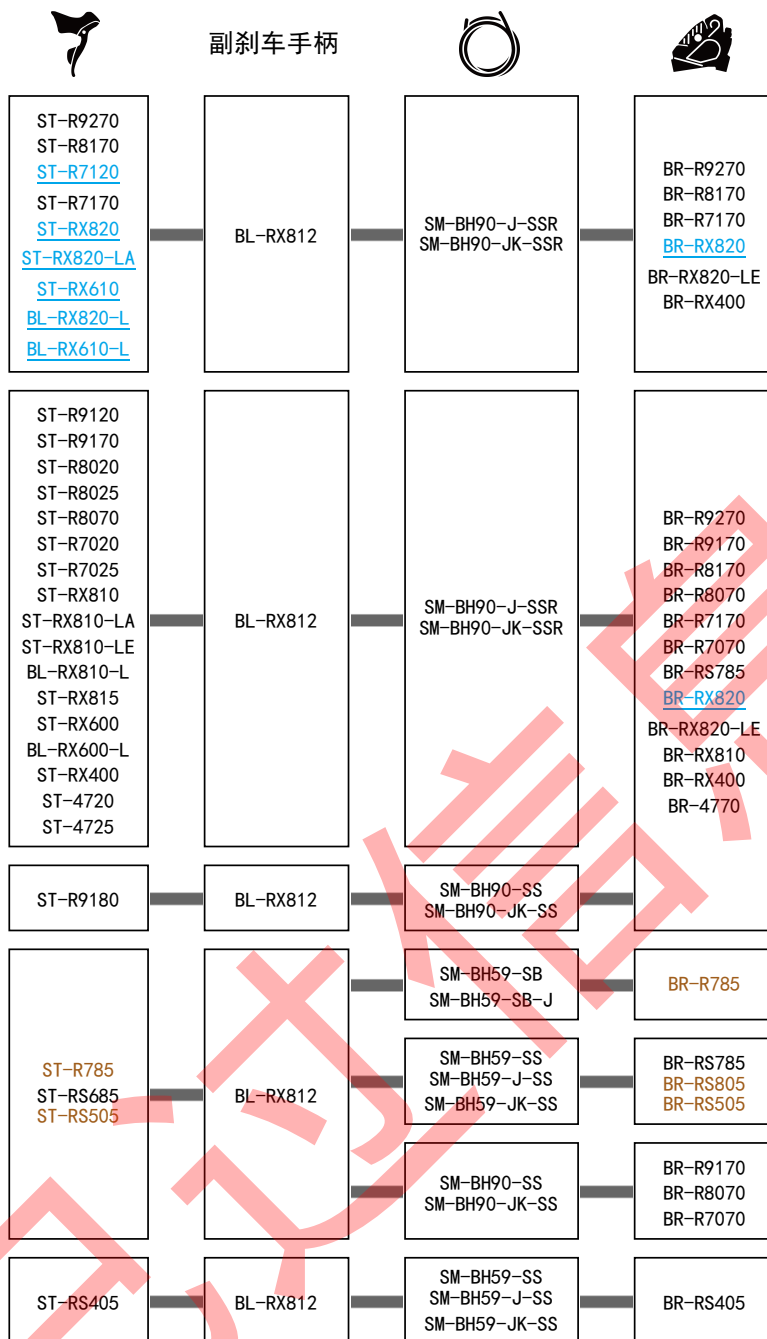 副刹车手柄
ST-R9270
ST-R8170
ST-R7120
ST-R7170
ST-RX820
ST-RX820-LA
ST-RX610
BL-RX820-L
BL-RX610-L
BL-RX812
SM-BH90-J-SSR
SM-BH90-JK-SSR
BR-R9270
BR-R8170
BR-R7170
BR-RX820
BR-RX820-LE
BR-RX400
ST-R9120
ST-R9170
ST-R8020
ST-R8025
ST-R8070
ST-R7020
ST-R7025
ST-RX810
ST-RX810-LA
ST-RX810-LE
BL-RX810-L
ST-RX815
ST-RX600
BL-RX600-L
ST-RX400
ST-4720
ST-4725
BL-RX812
SM-BH90-J-SSR
SM-BH90-JK-SSR
BR-R9270
BR-R9170
BR-R8170
BR-R8070
BR-R7170
BR-R7070
BR-RS785
BR-RX820
BR-RX820-LE
BR-RX810
BR-RX400
BR-4770
ST-R9180
BL-RX812
SM-BH90-SS
SM-BH90-JK-SS
ST-R785
ST-RS685
ST-RS505
BL-RX812
SM-BH59-SB
SM-BH59-SB-J
BR-R785
SM-BH59-SS
SM-BH59-J-SS
SM-BH59-JK-SS
BR-RS785
BR-RS805
BR-RS505
SM-BH90-SS
SM-BH90-JK-SS
BR-R9170
BR-R8070
BR-R7070
ST-RS405
BL-RX812
SM-BH59-SS
SM-BH59-J-SS
SM-BH59-JK-SS
BR-RS405
过信息